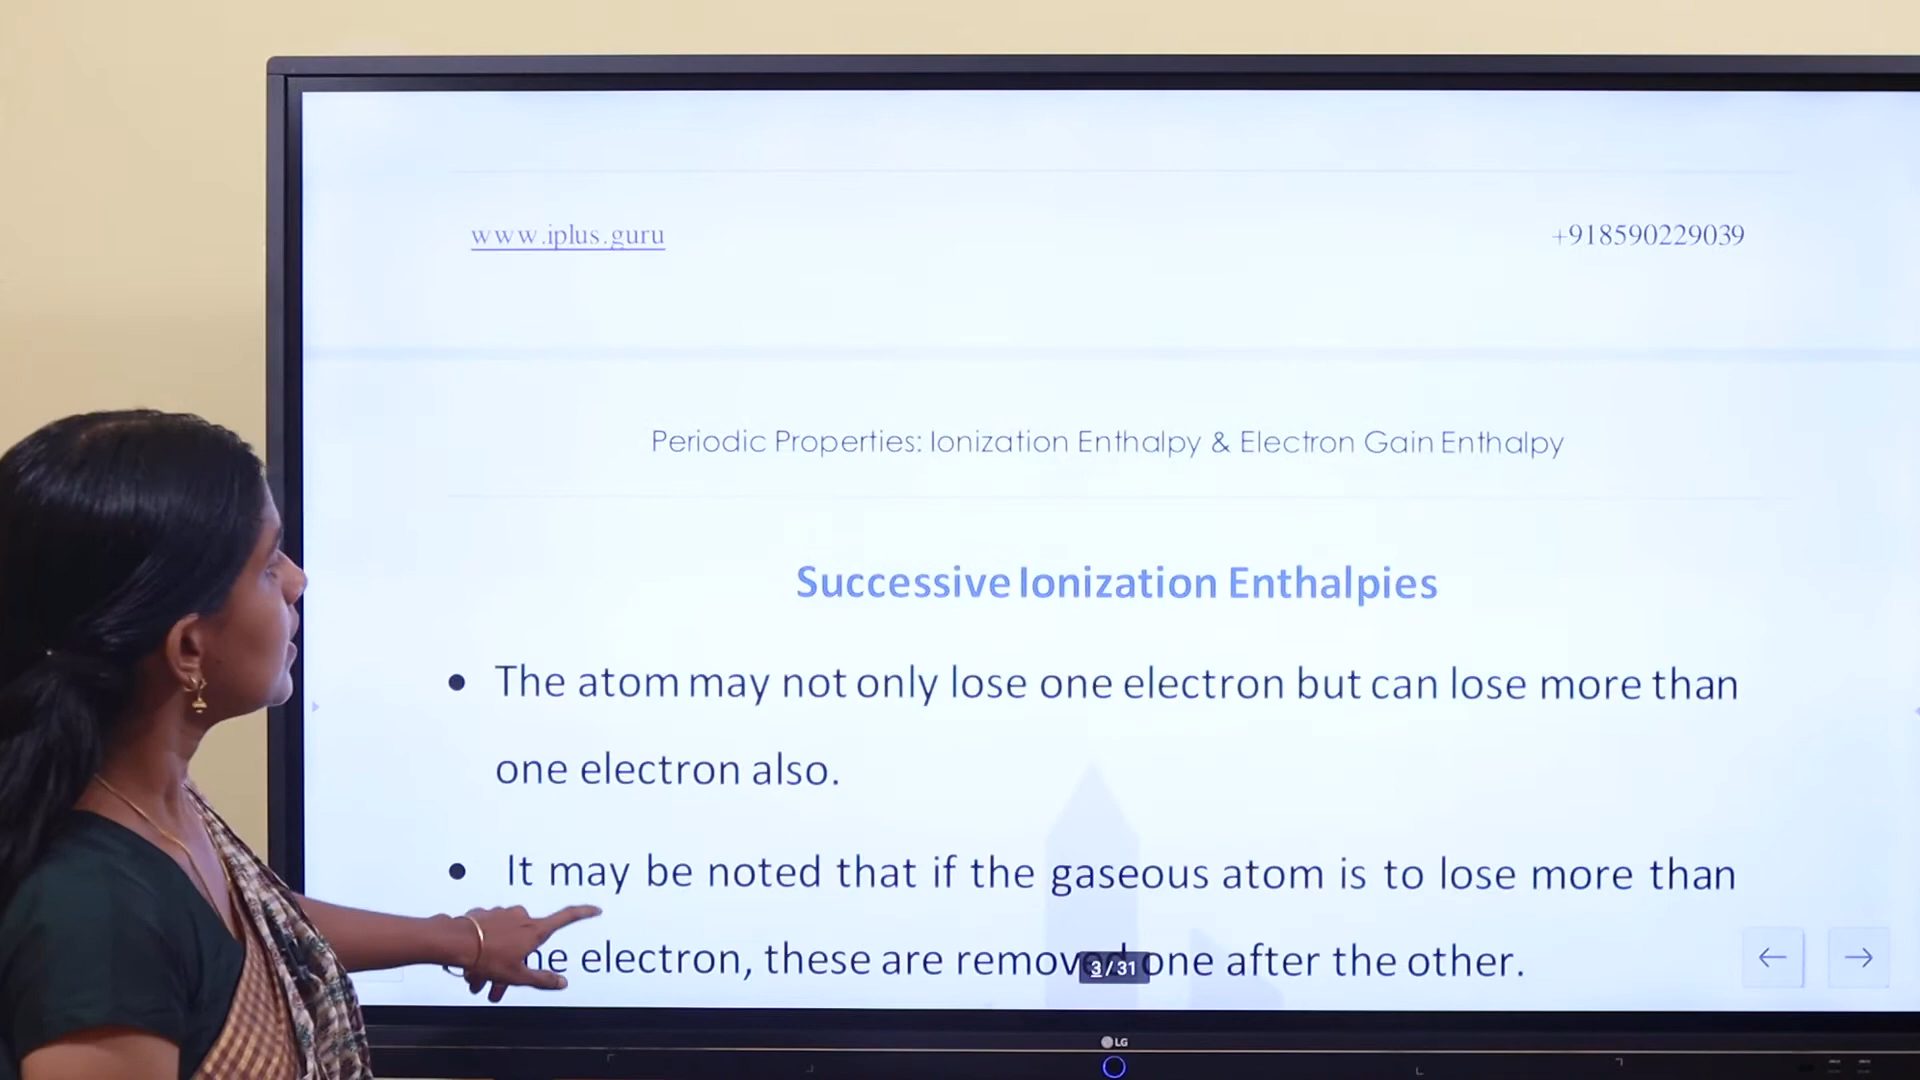 www.iplus.guru
+918590229039
Periodic Properties: Ionization Enthalpy & Electron Gain Enthalpy
Successive Ionization Enthalpies
• The atom may not only lose one electron but can lose more than
one electron also.
• It may be noted that if the gaseous atom is to lose more than
electron, these are removed one after the other.
3 / 31
LG